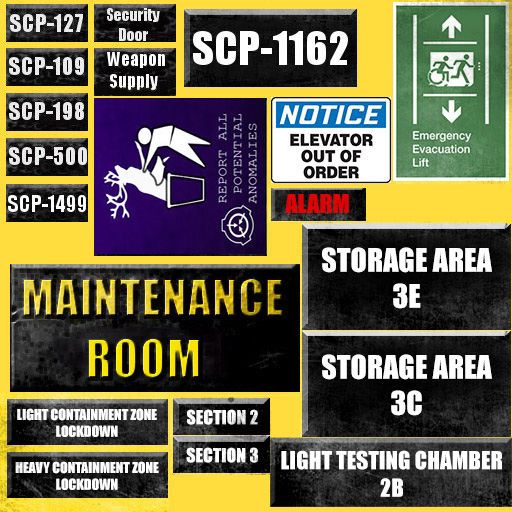 SCP-127
SCP-109
SCP-198
SCP-500
SCP-1499
Security
Door
Weapon
Supply
SCP-1162
REPORT ALL
POTENTIAL
ANOMALIES
NOTICE
ELEVATOR
OUT OF
ORDER
ALARM
Emergency
Evacuation
Lift
STORAGE AREA
3E
MAINTENANCE
ROOM
STORAGE AREA
3C
LIGHT CONTAINMENT ZONE
LOCKDOWN
HEAVY CONTAINMENT ZONE
LOCKDOWN
SECTION 2
SECTION 3
LIGHT TESTING CHAMBER
2B